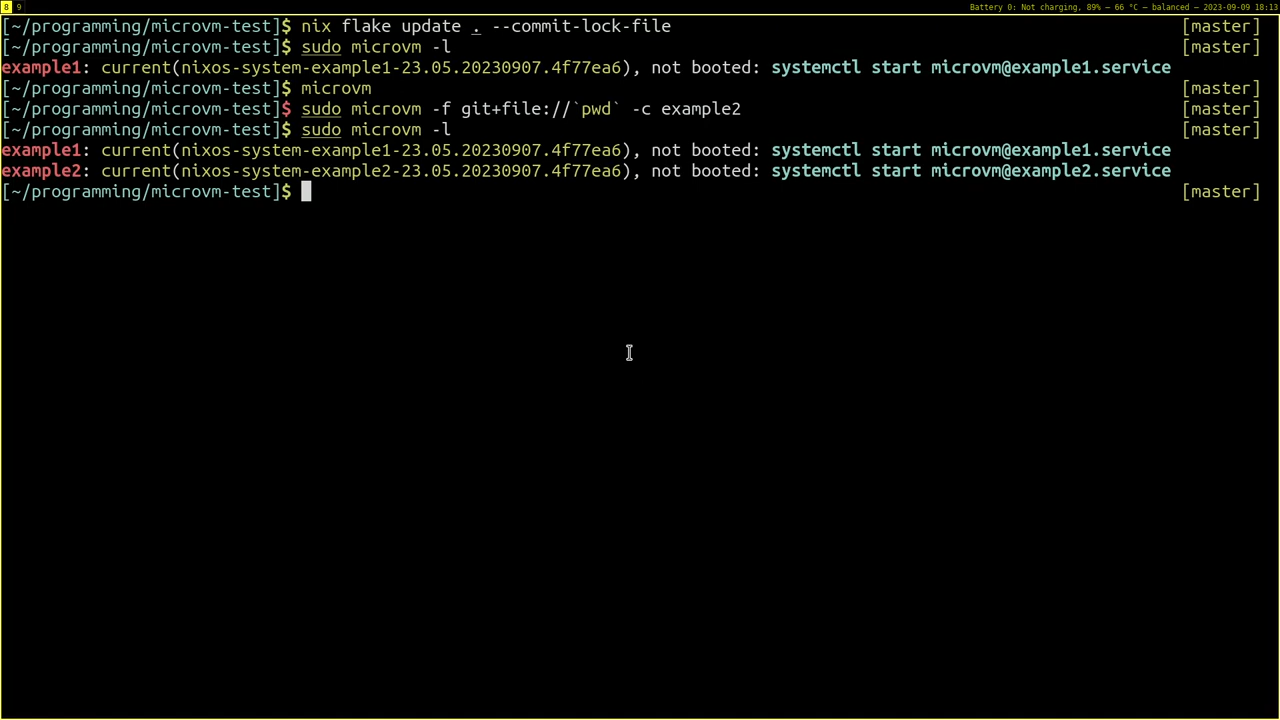 8 9 Battery 0: Not charging, 89% — 66 °C — balanced — 2023-09-09 18:13
[~/programming/microvm-test]$ nix flake update . --commit-lock-file [master]
[~/programming/microvm-test]$ sudo microvm -l [master]
example1: current(nixos-system-example1-23.05.20230907.4f77ea6), not booted: systemctl start microvm@example1.service
[~/programming/microvm-test]$ microvm [master]
[~/programming/microvm-test]$ sudo microvm -f git+file://`pwd` -c example2 [master]
[~/programming/microvm-test]$ sudo microvm -l [master]
example1: current(nixos-system-example1-23.05.20230907.4f77ea6), not booted: systemctl start microvm@example1.service
example2: current(nixos-system-example2-23.05.20230907.4f77ea6), not booted: systemctl start microvm@example2.service
[~/programming/microvm-test]$ [master]